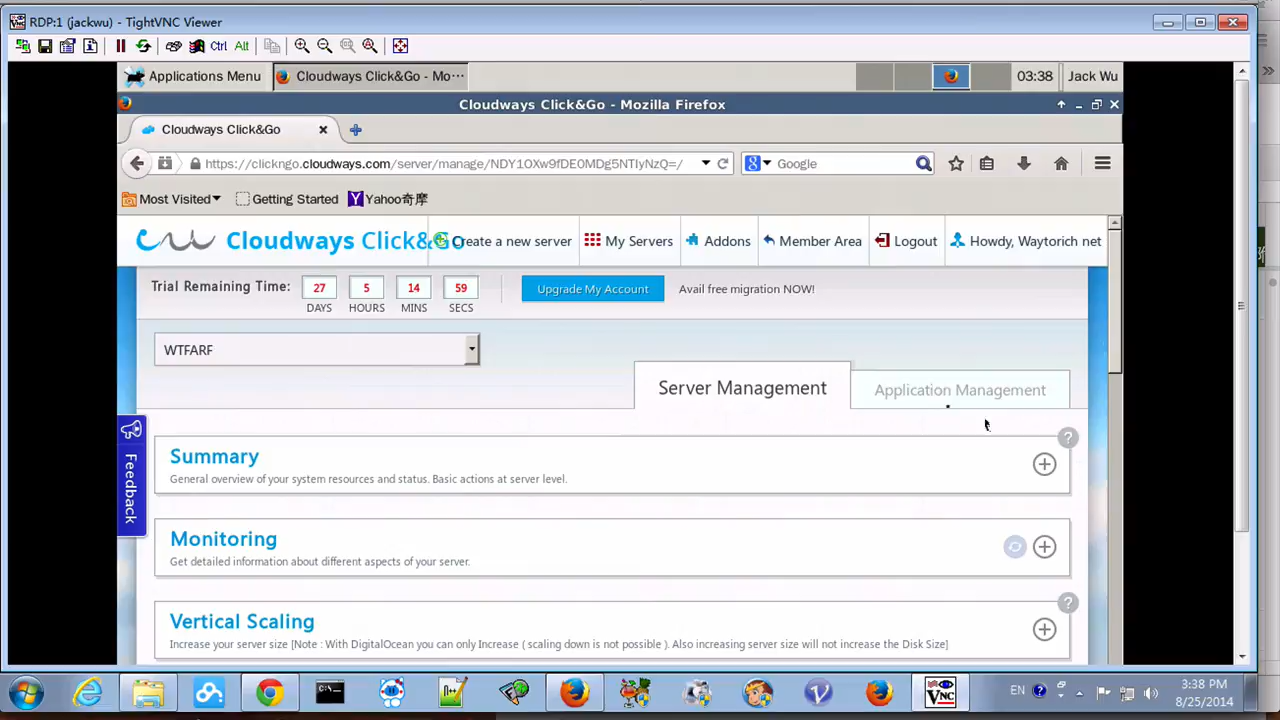 RDP:1 (jackwu) - TightVNC Viewer
Ctrl Alt
Applications Menu Cloudways Click&Go - Mo··· 03:38 Jack Wu
Cloudways Click&Go - Mozilla Firefox
Cloudways Click&Go
https://clickngo.cloudways.com/server/manage/NDY1OXw9fDE0MDg5NTIyNzQ=/ Google
Most Visited Getting Started Yahoo奇摩
Cloudways Click&Go Create a new server My Servers Addons Member Area Logout Howdy, Waytorich net
Trial Remaining Time: 27 5 14 59 Upgrade My Account Avail free migration NOW!
DAYS HOURS MINS SECS
WTFARF
Server Management Application Management
Feedback
Summary
General overview of your system resources and status. Basic actions at server level.
Monitoring
Get detailed information about different aspects of your server.
Vertical Scaling
Increase your server size [Note : With DigitalOcean you can only Increase ( scaling down is not possible ). Also increasing server size will not increase the Disk Size]
EN 3:38 PM
8/25/2014